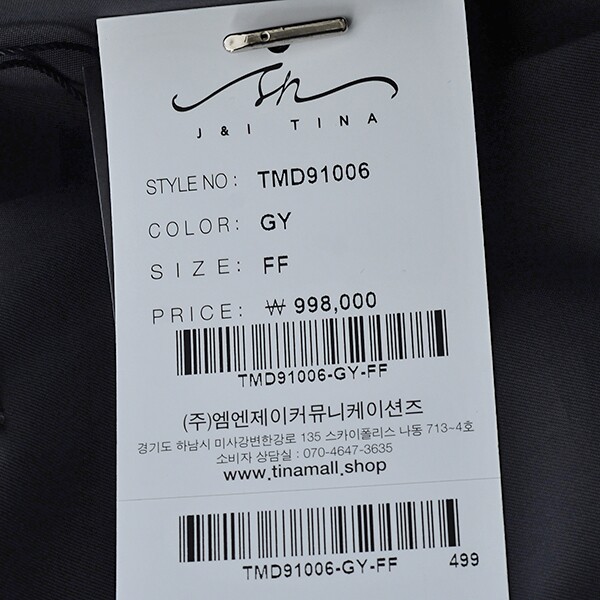 J & I TINA
STYLE NO : TMD91006
COLOR: GY
SIZE: FF
PRICE: ₩ 998,000
TMD91006-GY-FF
(주)엠엔제이커뮤니케이션즈
경기도 하남시 미사강변한강로 135 스카이폴리스 나동 713-4호
소비자 상담실 : 070-4647-3635
www.tinamall.shop
TMD91006-GY-FF 499